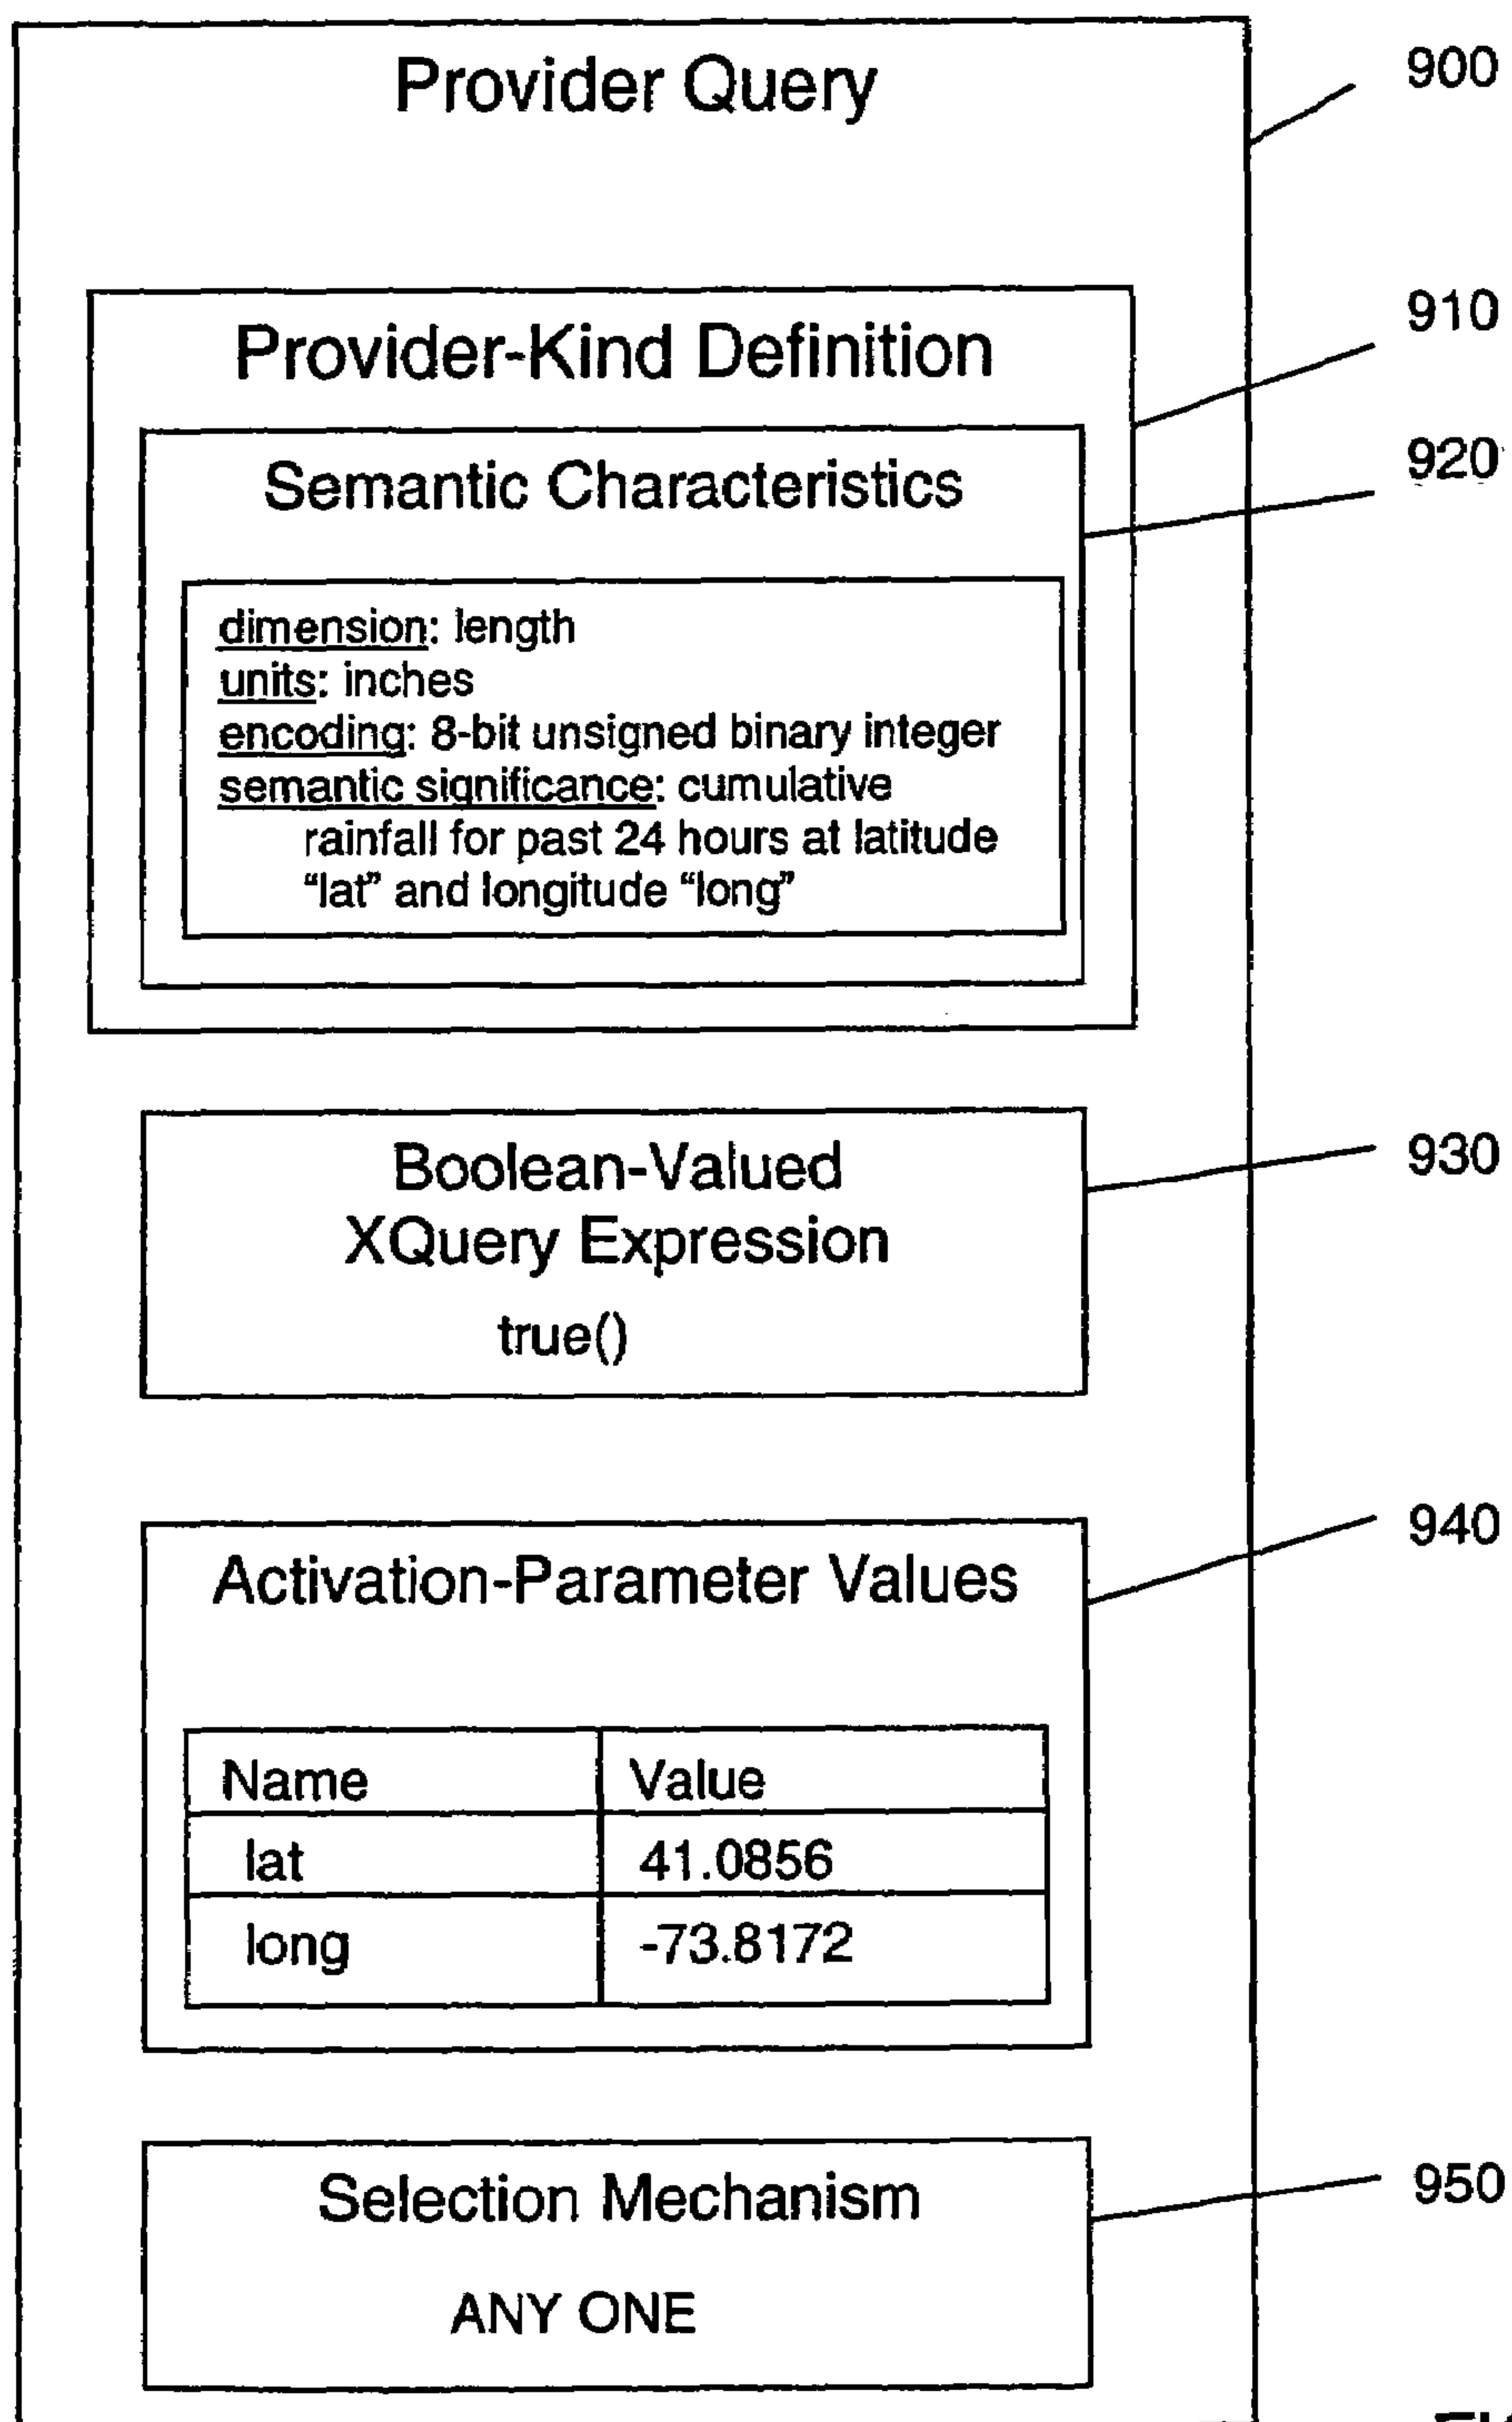 Provider Query
900
Provider-Kind Definition
910
Semantic Characteristics
920
dimension: length
units: inches
encoding: 8-bit unsigned binary integer
semantic significance: cumulative
rainfall for past 24 hours at latitude
“lat” and longitude “long”
Boolean-Valued
XQuery Expression
true()
930
Activation-Parameter Values
940
Name Value
lat 41.0856
long -73.8172
Selection Mechanism
950
ANY ONE